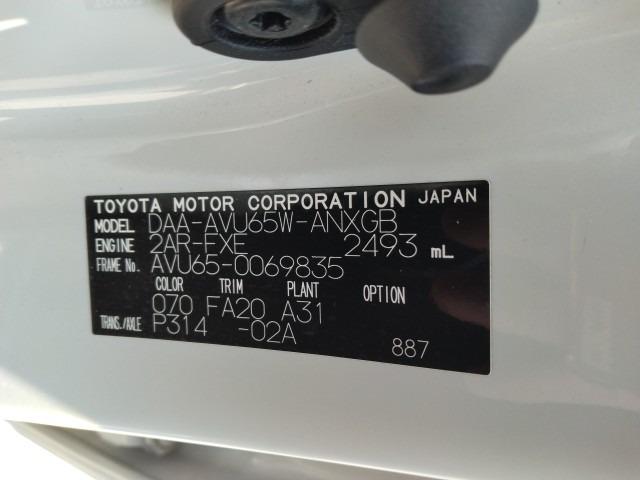 TOYOTA MOTOR CORPORATION JAPAN
MODEL DAA-AVU65W-ANXGB
ENGINE 2AR-FXE 2493 mL
FRAME No. AVU65-0069835
COLOR TRIM PLANT OPTION
070 FA20 A31
TRANS./AXLE P314 -02A
887